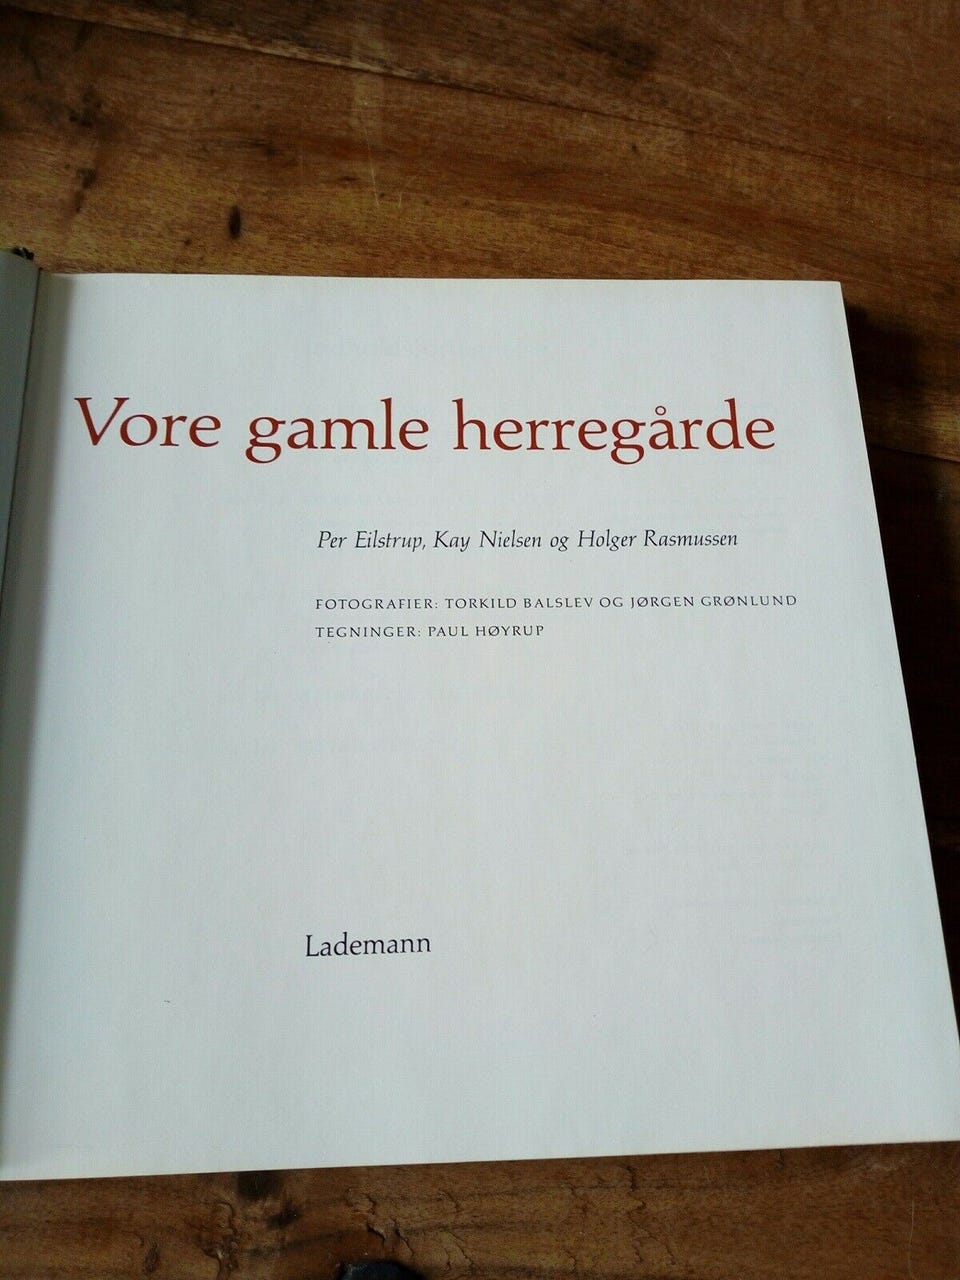 Vore gamle herregårde
Per Eilstrup, Kay Nielsen og Holger Rasmussen
FOTOGRAFIER: TORKILD BALSLEV OG JØRGEN GRØNLUND
TEGNINGER: PAUL HØYRUP
Lademann